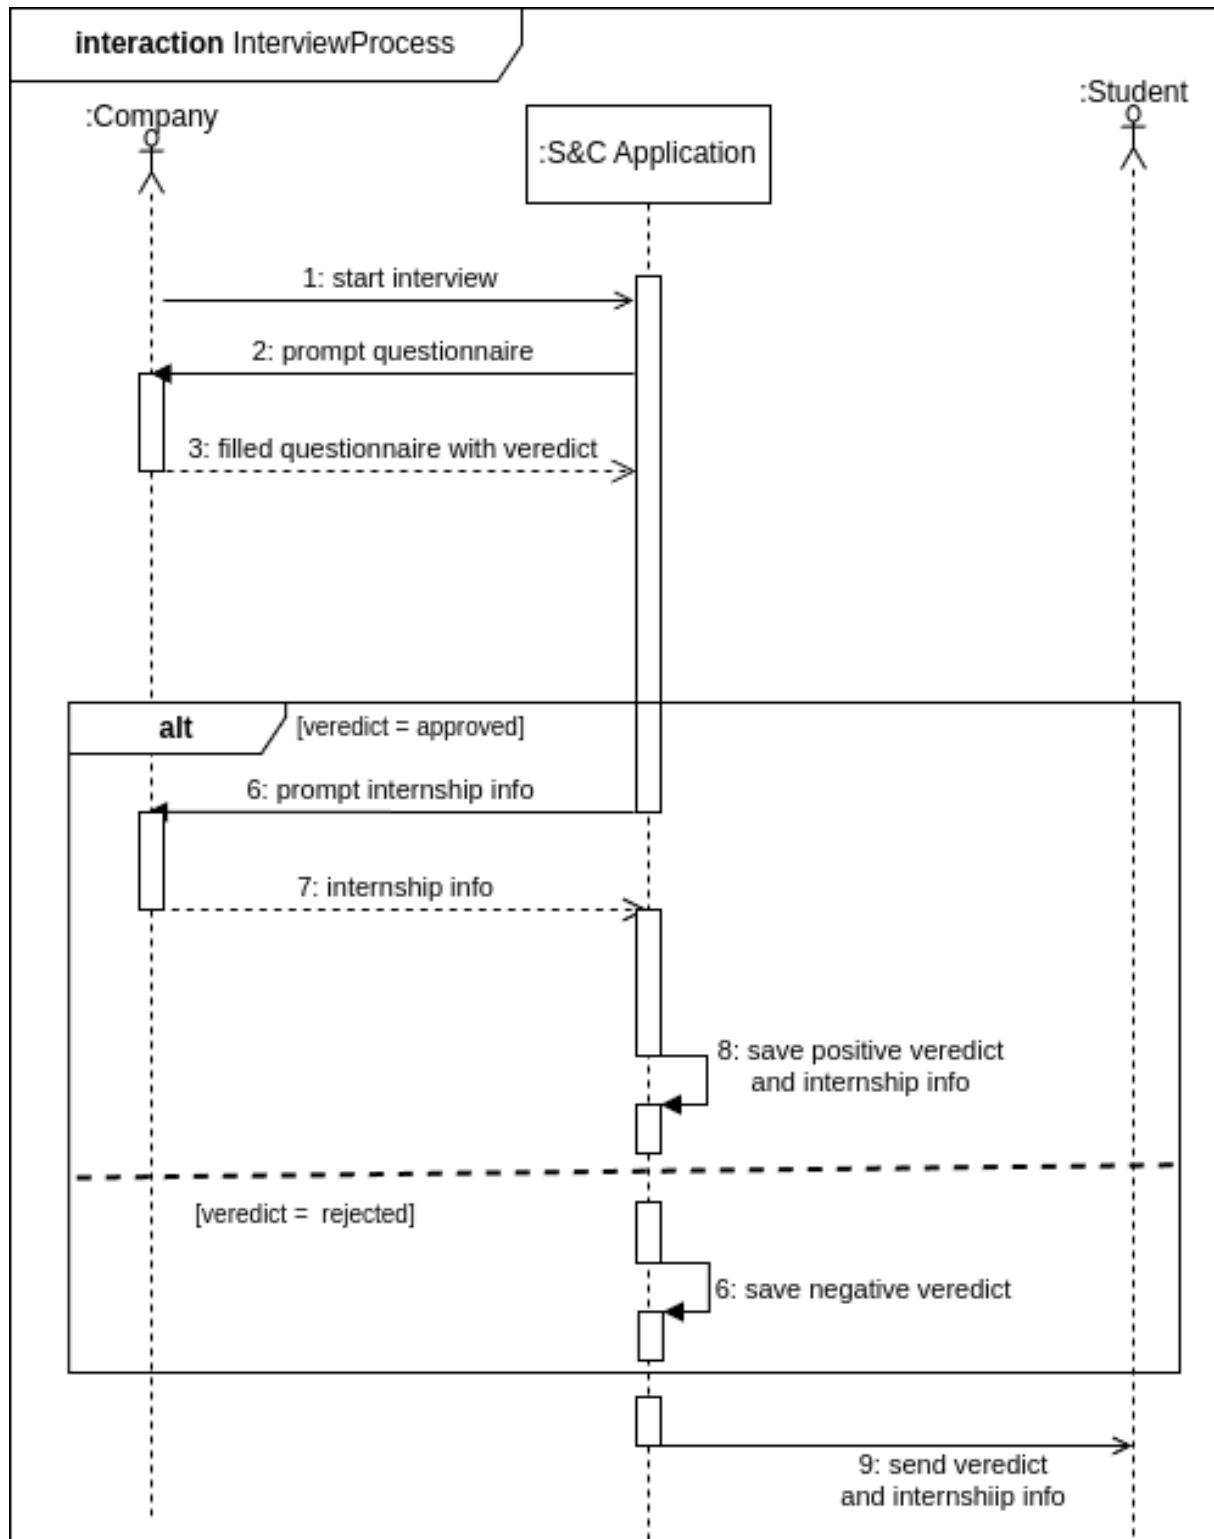 interaction InterviewProcess
:Company
:S&C Application
:Student
1: start interview
2: prompt questionnaire
3: filled questionnaire with veredict
alt
[veredict = approved]
6: prompt internship info
7: internship info
8: save positive veredict
and internship info
[veredict =  rejected]
6: save negative veredict
9: send veredict
and internshiip info